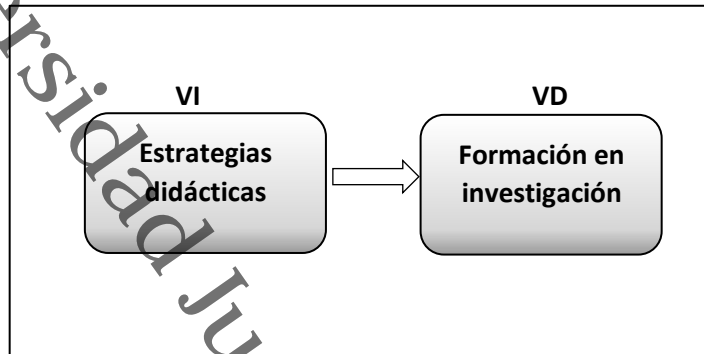 VI
VD
Estrategias
didácticas
Formación en
investigación